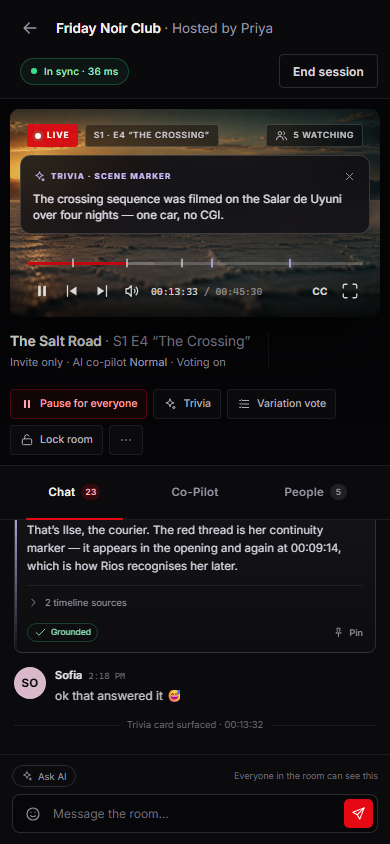 Friday Noir Club · Hosted by Priya
In sync · 36 ms
End session
LIVE
S1 · E4 “THE CROSSING”
5 WATCHING
TRIVIA · SCENE MARKER
The crossing sequence was filmed on the Salar de Uyuni
over four nights — one car, no CGI.
00:13:33 / 00:45:30
CC
The Salt Road · S1 E4 “The Crossing”
Invite only · AI co-pilot Normal · Voting on
Pause for everyone
Trivia
Variation vote
Lock room
Chat 23
Co-Pilot
People 5
That’s Ilse, the courier. The red thread is her continuity
marker — it appears in the opening and again at 00:09:14,
which is how Rios recognises her later.
2 timeline sources
Grounded
Pin
SO
Sofia 2:18 PM
ok that answered it 😅
Trivia card surfaced · 00:13:32
Ask AI
Everyone in the room can see this
Message the room...